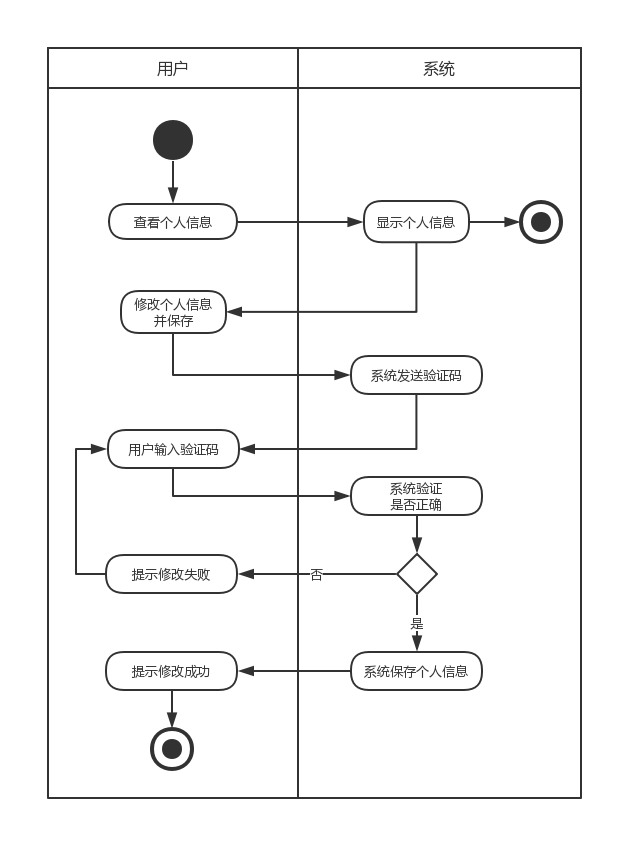 用户
系统
查看个人信息
显示个人信息
修改个人信息
并保存
系统发送验证码
用户输入验证码
系统验证
是否正确
提示修改失败
否
是
提示修改成功
系统保存个人信息